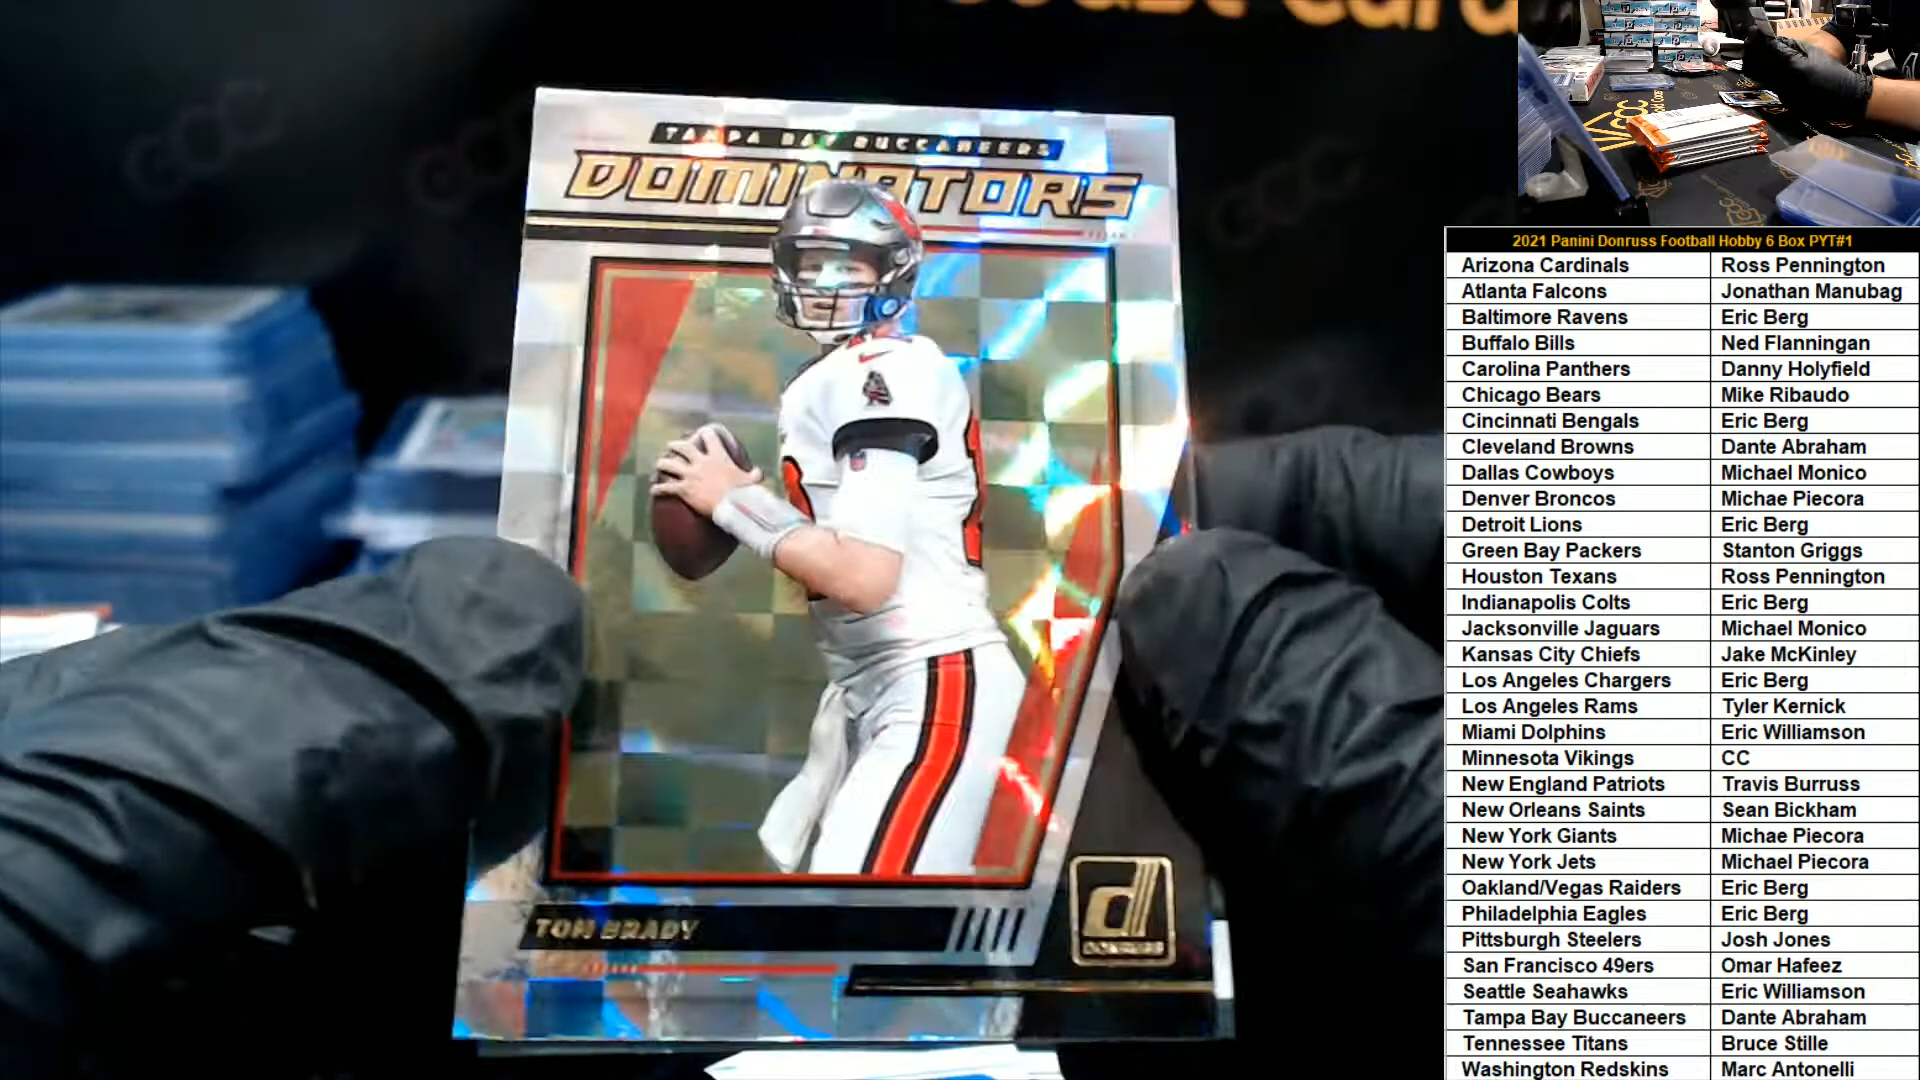 TAMPA BAY BUCCANEERS
DOMINATORS
TOM BRADY
d
DONRUSS
GCC
2021 Panini Donruss Football Hobby 6 Box PYT#1
Arizona Cardinals Ross Pennington
Atlanta Falcons Jonathan Manubag
Baltimore Ravens Eric Berg
Buffalo Bills Ned Flanningan
Carolina Panthers Danny Holyfield
Chicago Bears Mike Ribaudo
Cincinnati Bengals Eric Berg
Cleveland Browns Dante Abraham
Dallas Cowboys Michael Monico
Denver Broncos Michae Piecora
Detroit Lions Eric Berg
Green Bay Packers Stanton Griggs
Houston Texans Ross Pennington
Indianapolis Colts Eric Berg
Jacksonville Jaguars Michael Monico
Kansas City Chiefs Jake McKinley
Los Angeles Chargers Eric Berg
Los Angeles Rams Tyler Kernick
Miami Dolphins Eric Williamson
Minnesota Vikings CC
New England Patriots Travis Burruss
New Orleans Saints Sean Bickham
New York Giants Michae Piecora
New York Jets Michael Piecora
Oakland/Vegas Raiders Eric Berg
Philadelphia Eagles Eric Berg
Pittsburgh Steelers Josh Jones
San Francisco 49ers Omar Hafeez
Seattle Seahawks Eric Williamson
Tampa Bay Buccaneers Dante Abraham
Tennessee Titans Bruce Stille
Washington Redskins Marc Antonelli